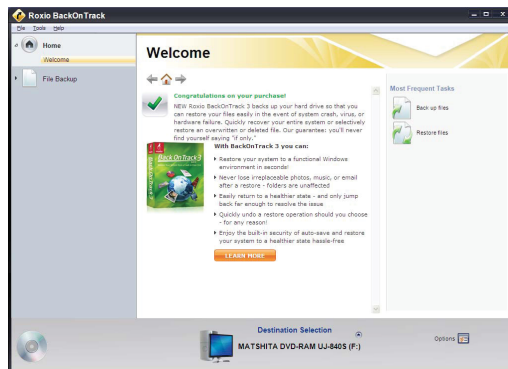 Roxio BackOnTrack
File Tools Help
Home
Welcome
File Backup
Welcome
Congratulations on your purchase!
NEW Roxio BackOnTrack 3 backs up your hard drive so that you
can restore your files easily in the event of system crash, virus, or
hardware failure. Quickly recover your entire system or selectively
restore an overwritten or deleted file. Our guarantee: you'll never
find yourself saying "if only."
With BackOnTrack 3 you can:
BackOnTrack 3
Restore your system to a functional Windows
environment in seconds!
Never lose irreplaceable photos, music, or email
after a restore - folders are unaffected
Easily return to a healthier state - and only jump
back far enough to resolve the issue
Quickly undo a restore operation should you choose
- for any reason!
Enjoy the built-in security of auto-save and restore
your system to a healthier state hassle-free
LEARN MORE
Most Frequent Tasks
Back up files
Restore files
Destination Selection
MATSHITA DVD-RAM UJ-840S (F:)
Options